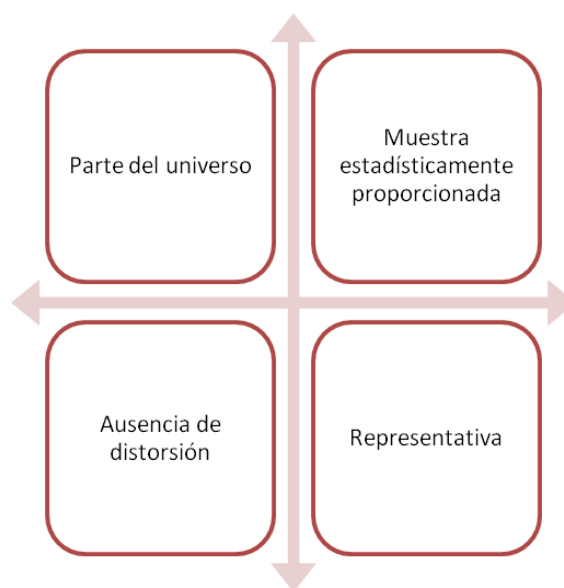 Parte del universo
Muestra
estadísticamente
proporcionada
Ausencia de
distorsión
Representativa